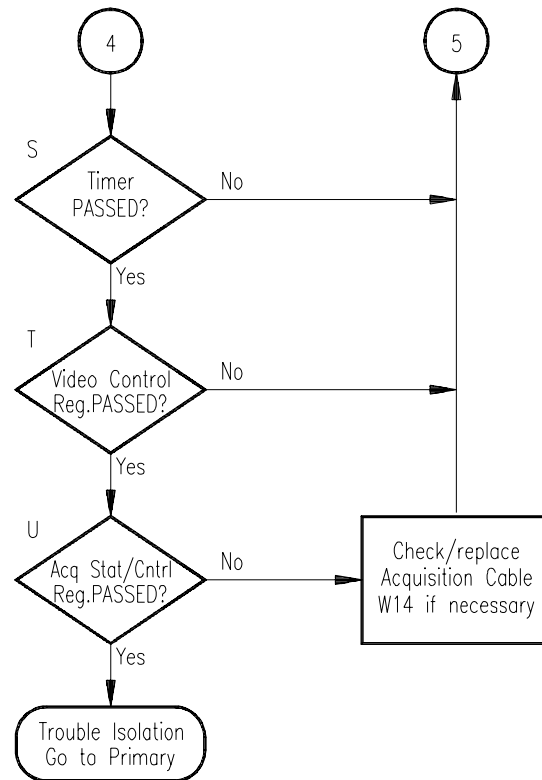 4
5
S
Timer
PASSED?
No
Yes
T
Video Control
Reg.PASSED?
No
Yes
U
Acq Stat/Cntrl
Reg.PASSED?
No
Check/replace
Acquisition Cable
W14 if necessary
Yes
Trouble Isolation
Go to Primary